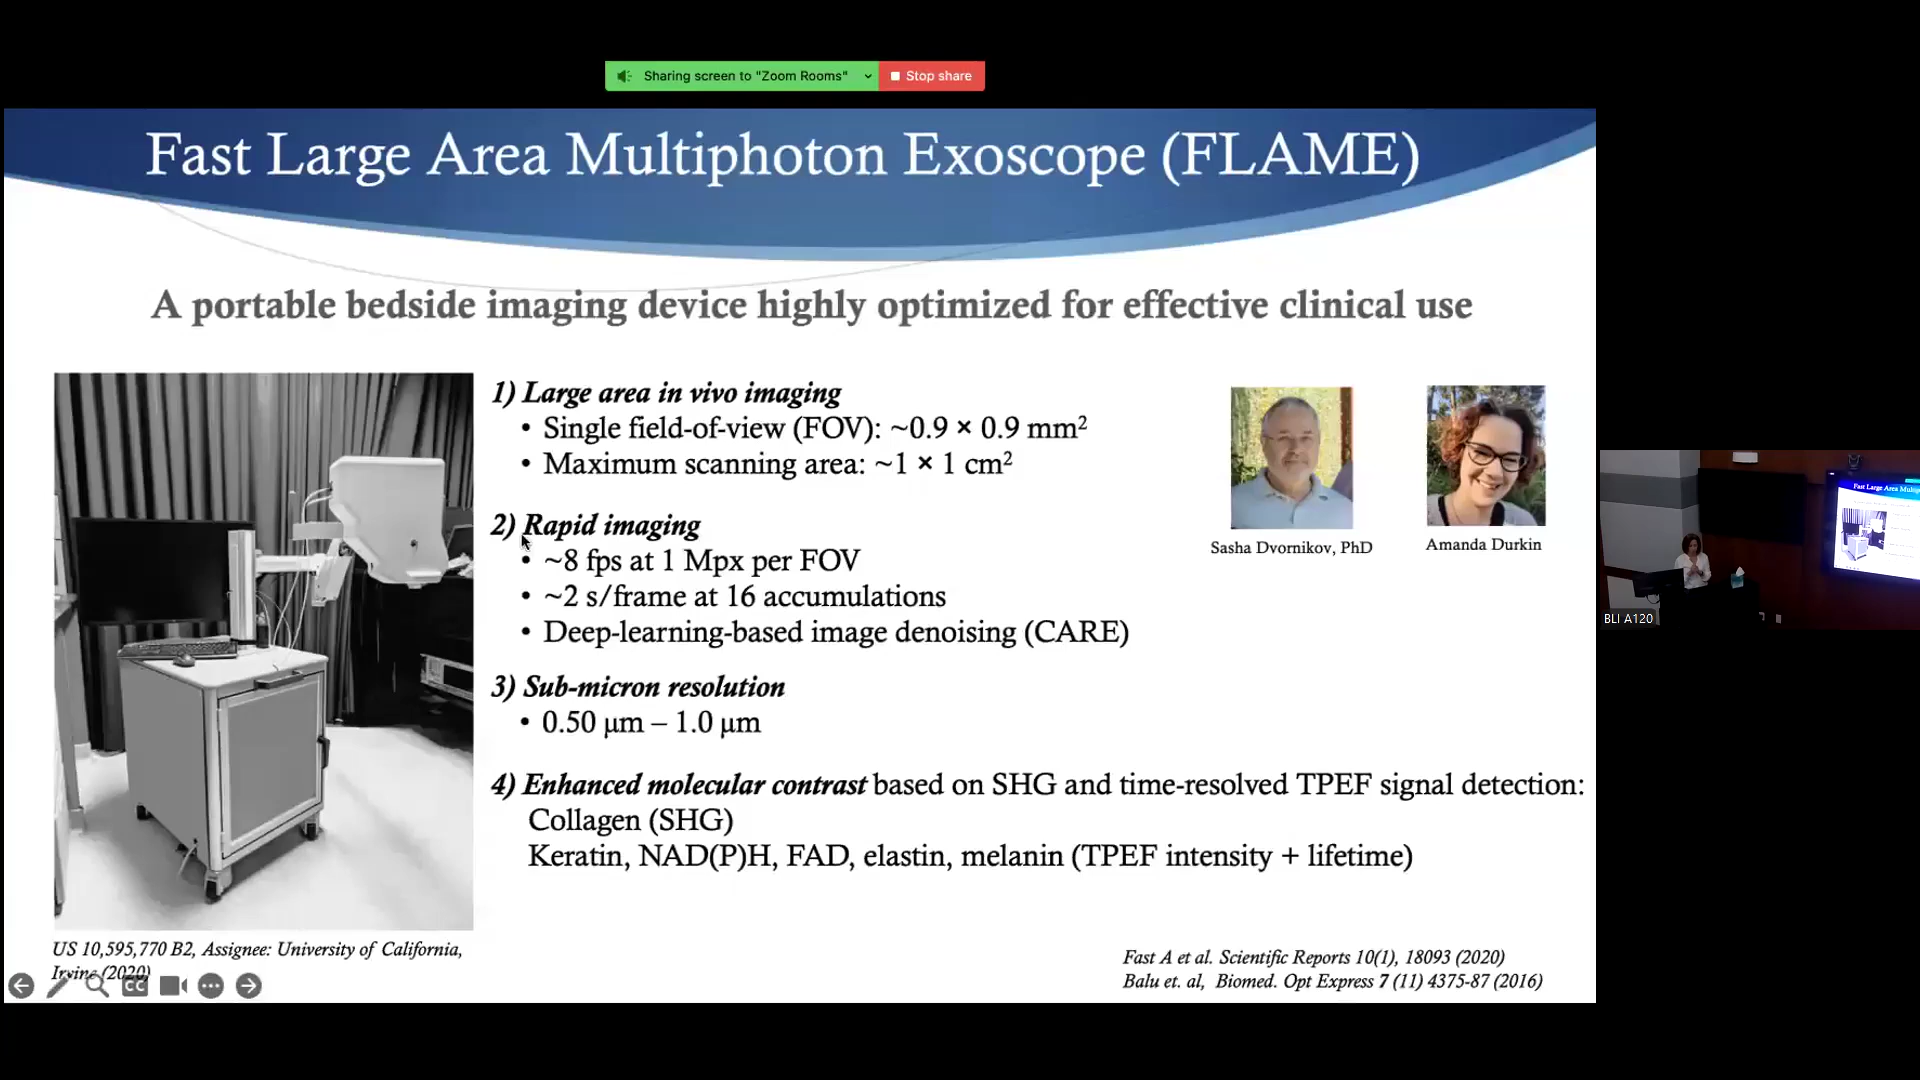 Sharing screen to "Zoom Rooms"
Stop share
Fast Large Area Multiphoton Exoscope (FLAME)
A portable bedside imaging device highly optimized for effective clinical use
1) Large area in vivo imaging
• Single field-of-view (FOV): ~0.9 × 0.9 mm²
• Maximum scanning area: ~1 × 1 cm²
2) Rapid imaging
• ~8 fps at 1 Mpx per FOV
• ~2 s/frame at 16 accumulations
• Deep-learning-based image denoising (CARE)
3) Sub-micron resolution
• 0.50 µm – 1.0 µm
4) Enhanced molecular contrast based on SHG and time-resolved TPEF signal detection:
Collagen (SHG)
Keratin, NAD(P)H, FAD, elastin, melanin (TPEF intensity + lifetime)
Sasha Dvornikov, PhD
Amanda Durkin
US 10,595,770 B2, Assignee: University of California,
Irvine (2020)
Fast A et al. Scientific Reports 10(1), 18093 (2020)
Balu et. al, Biomed. Opt Express 7 (11) 4375-87 (2016)
CC
Fast Large Area Multip
BLI A120